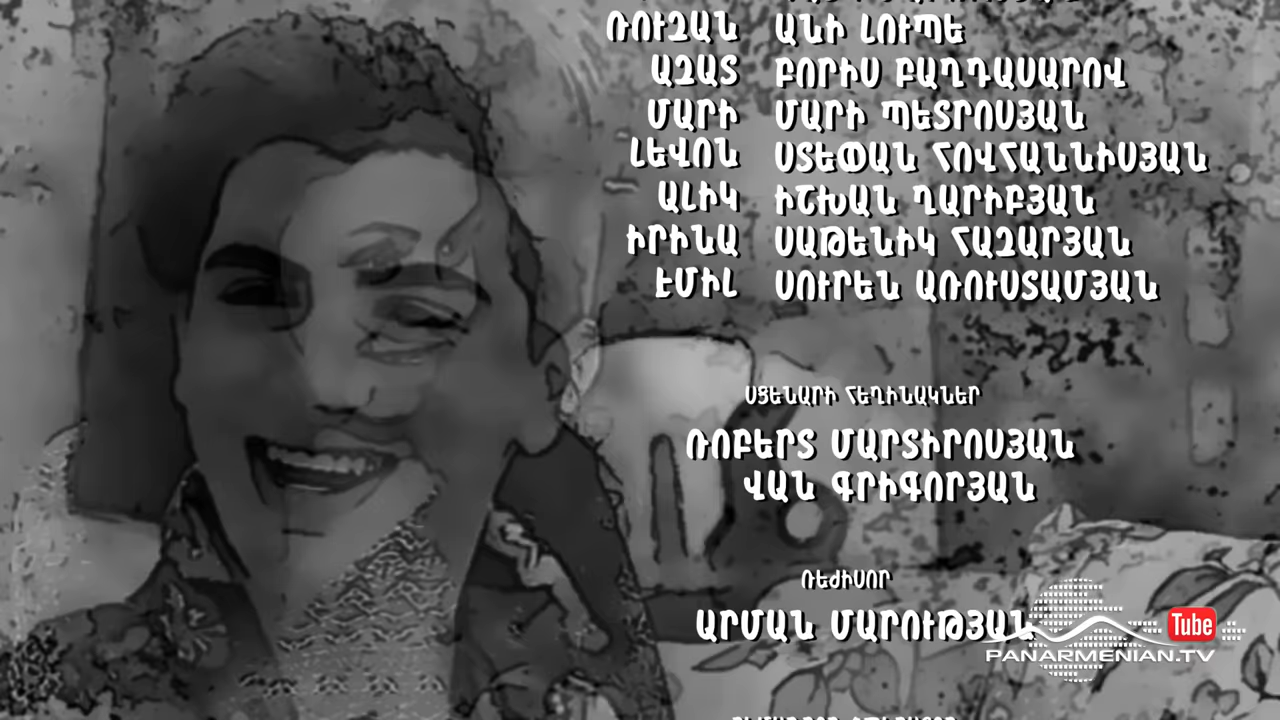 ՌՈՒԶԱՆ ԱՆԻ ԼՈՒՊԵ
ԱԶԱՏ ԲՈՐԻՍ ԲԱՂԴԱՍԱՐՈՎ
ՄԱՐԻ ՄԱՐԻ ՊԵՏՐՈՍՅԱՆ
ԼԵՎՈՆ ՍՏԵՓԱՆ ՀՈՎՀԱՆՆԻՍՅԱՆ
ԱԼԻԿ ԻՇԽԱՆ ՂԱՐԻԲՅԱՆ
ԻՐԻՆԱ ՍԱԹԵՆԻԿ ՀԱԶԱՐՅԱՆ
ԷՄԻԼ ՍՈՒՐԵՆ ԱՌՈՒՍՏԱՄՅԱՆ
ՍՑԵՆԱՐԻ ՀԵՂԻՆԱԿՆԵՐ
ՌՈԲԵՐՏ ՄԱՐՏԻՐՈՍՅԱՆ
ՎԱՆ ԳՐԻԳՈՐՅԱՆ
ՌԵԺԻՍՈՐ
ԱՐՄԱՆ ՄԱՐՈՒԹՅԱՆ
Tube
PANARMENIAN.TV